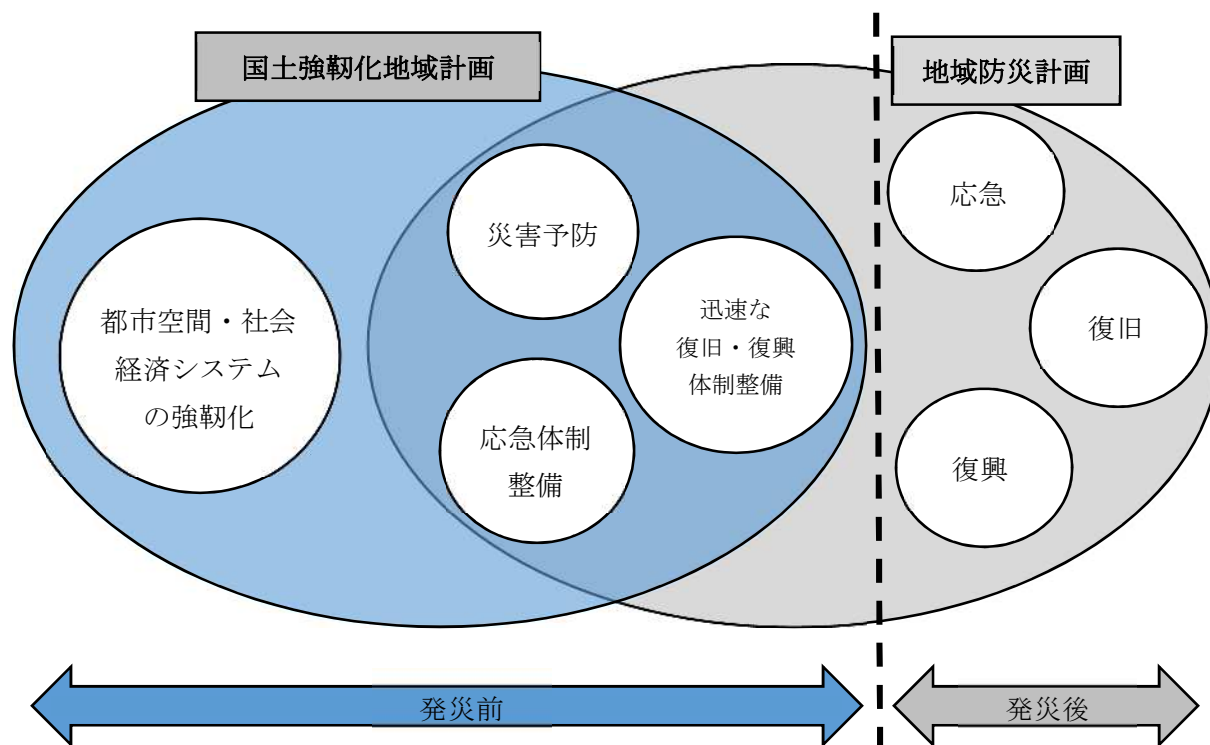 国土強靱化地域計画
地域防災計画
都市空間・社会
経済システム
の強靱化
災害予防
応急体制
整備
迅速な
復旧・復興
体制整備
応急
復旧
復興
発災前
発災後